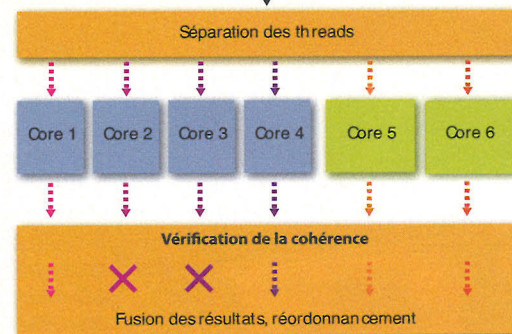 Séparation des threads
Core 1 Core 2 Core 3 Core 4 Core 5 Core 6
Vérification de la cohérence
Fusion des résultats, réordonnancement